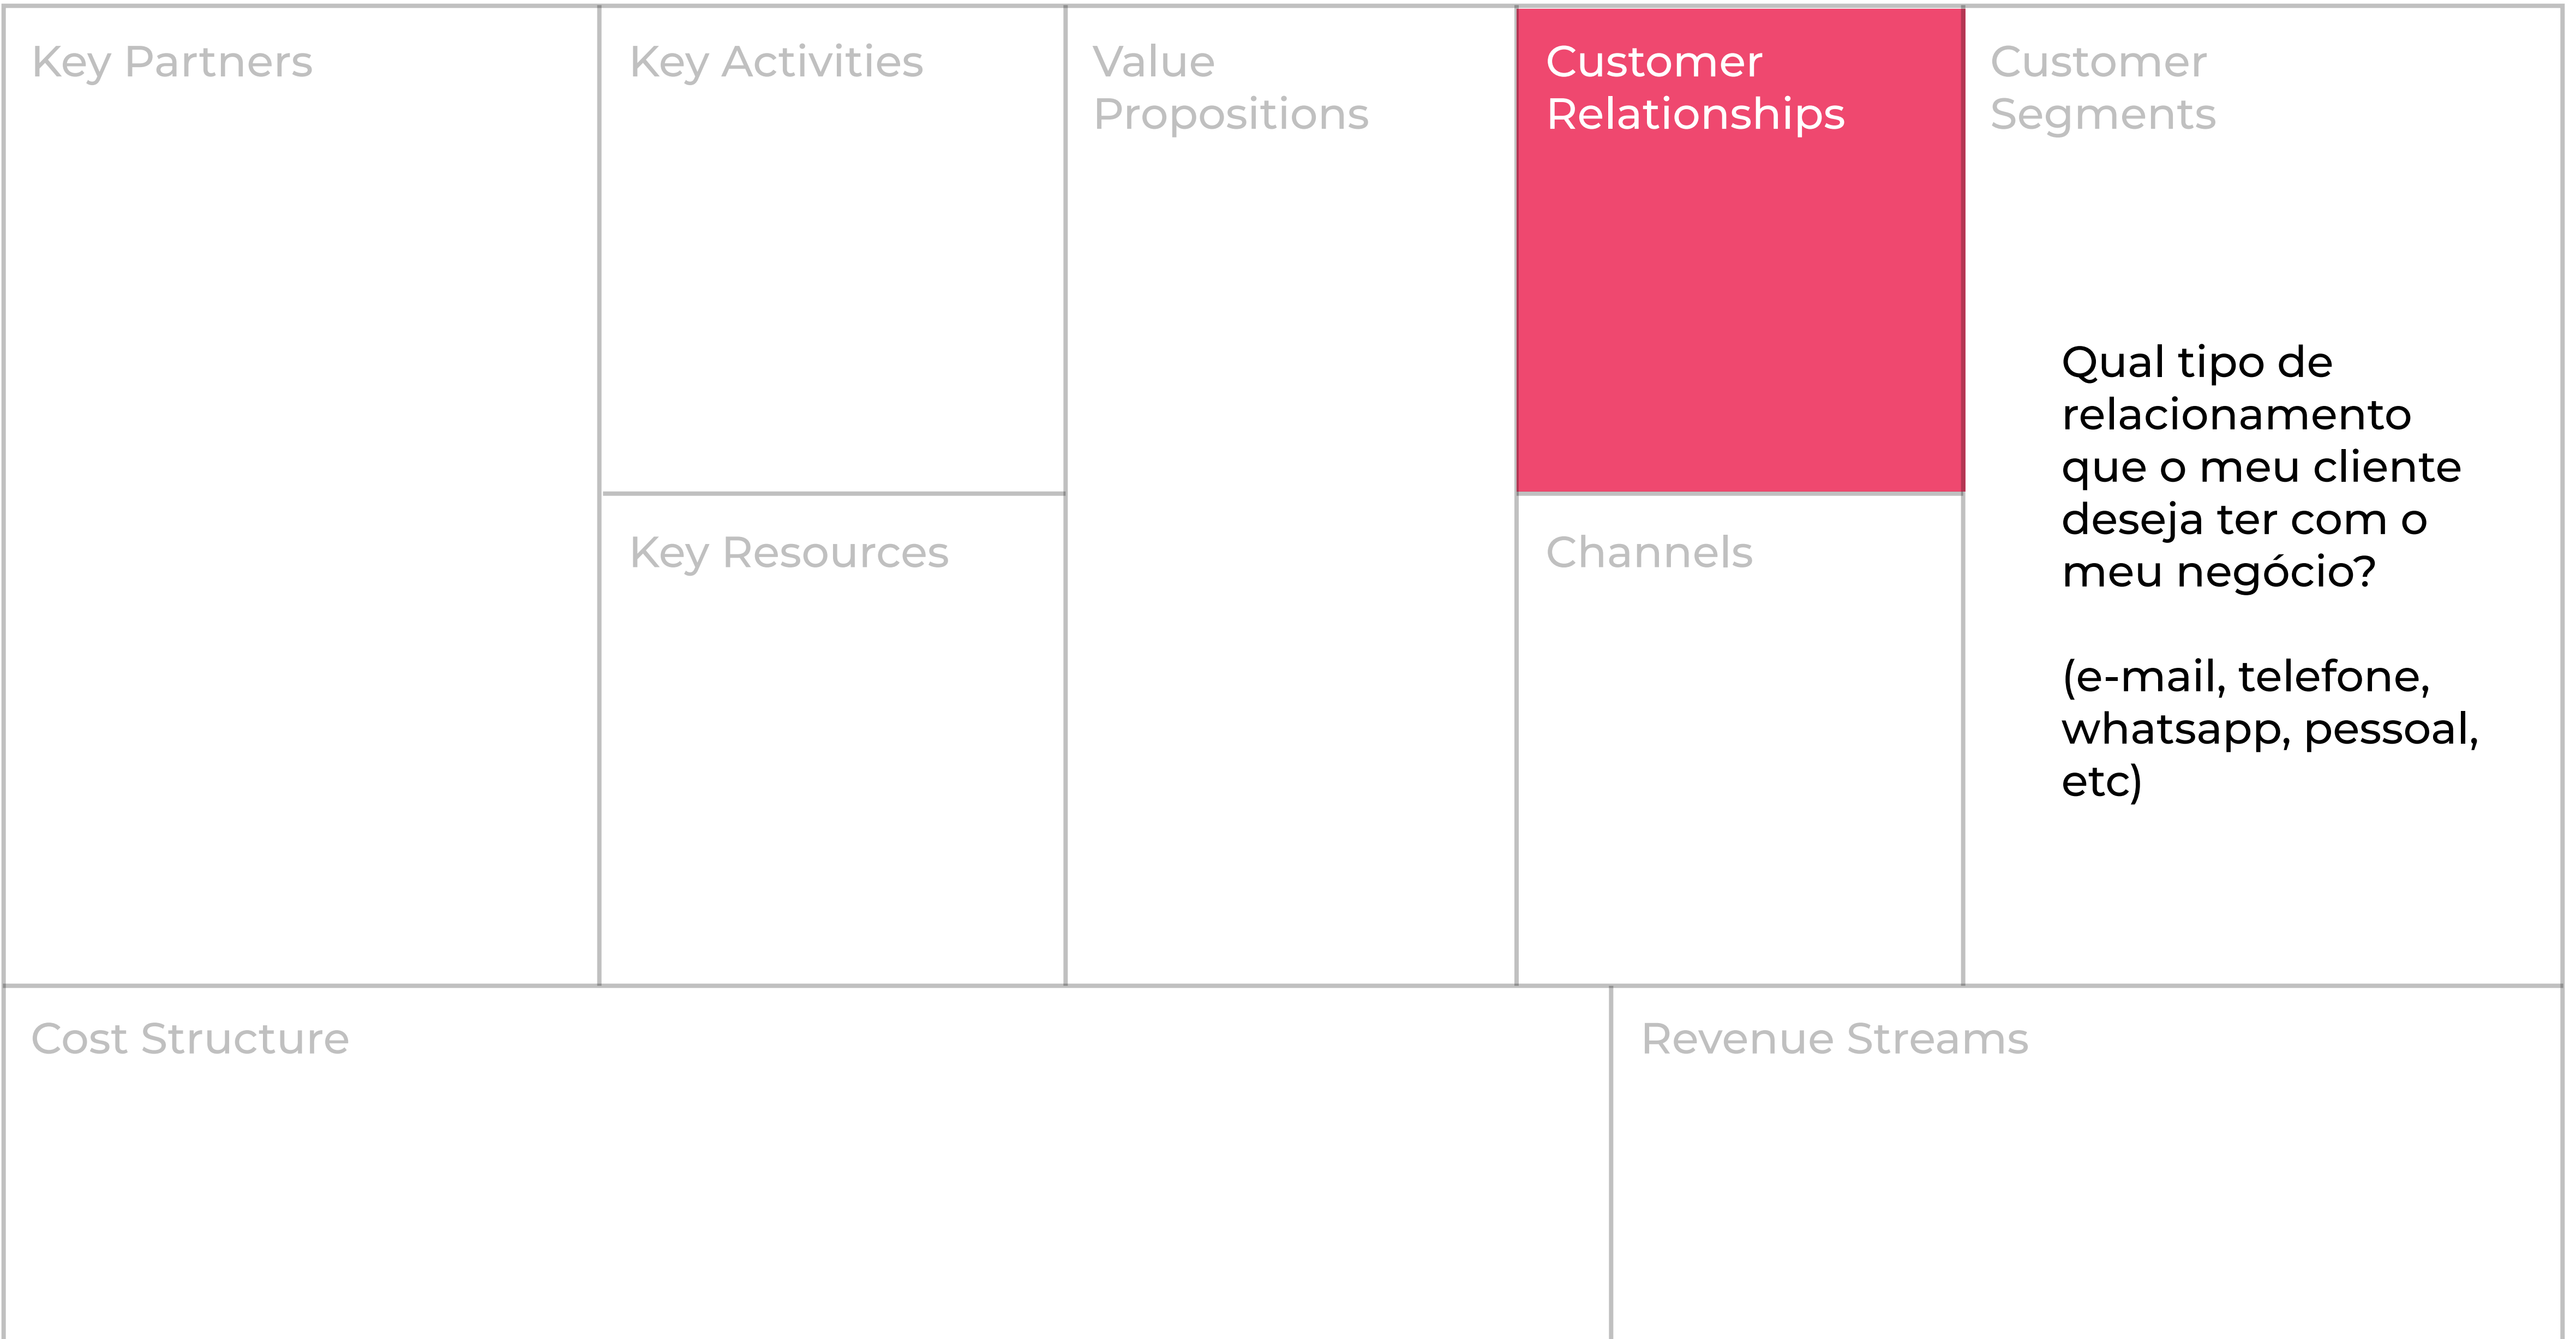 Key Partners
Key Activities
Value
Propositions
Customer
Relationships
Customer
Segments
Qual tipo de
relacionamento
que o meu cliente
deseja ter com o
meu negócio?
(e-mail, telefone,
whatsapp, pessoal,
etc)
Key Resources
Channels
Cost Structure
Revenue Streams